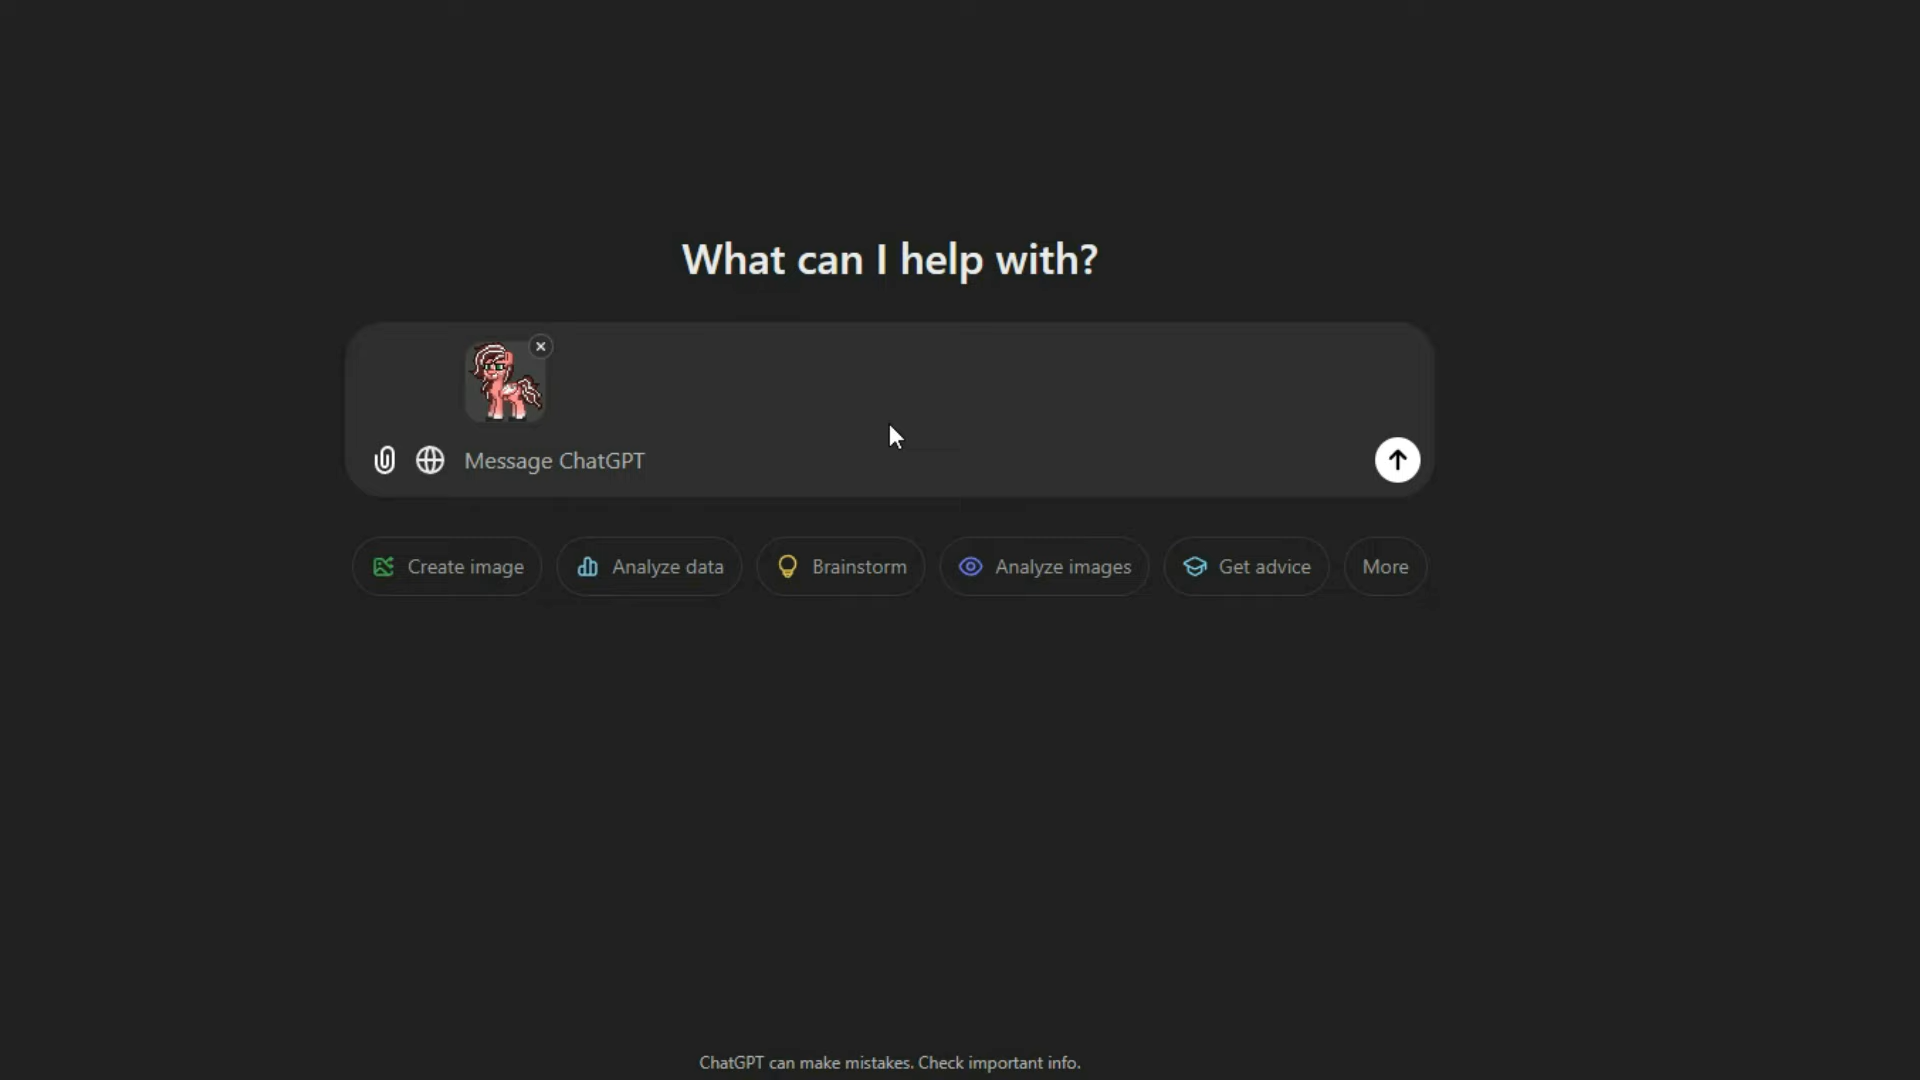 What can I help with?
Message ChatGPT
Create image
Analyze data
Brainstorm
Analyze images
Get advice
More
ChatGPT can make mistakes. Check important info.